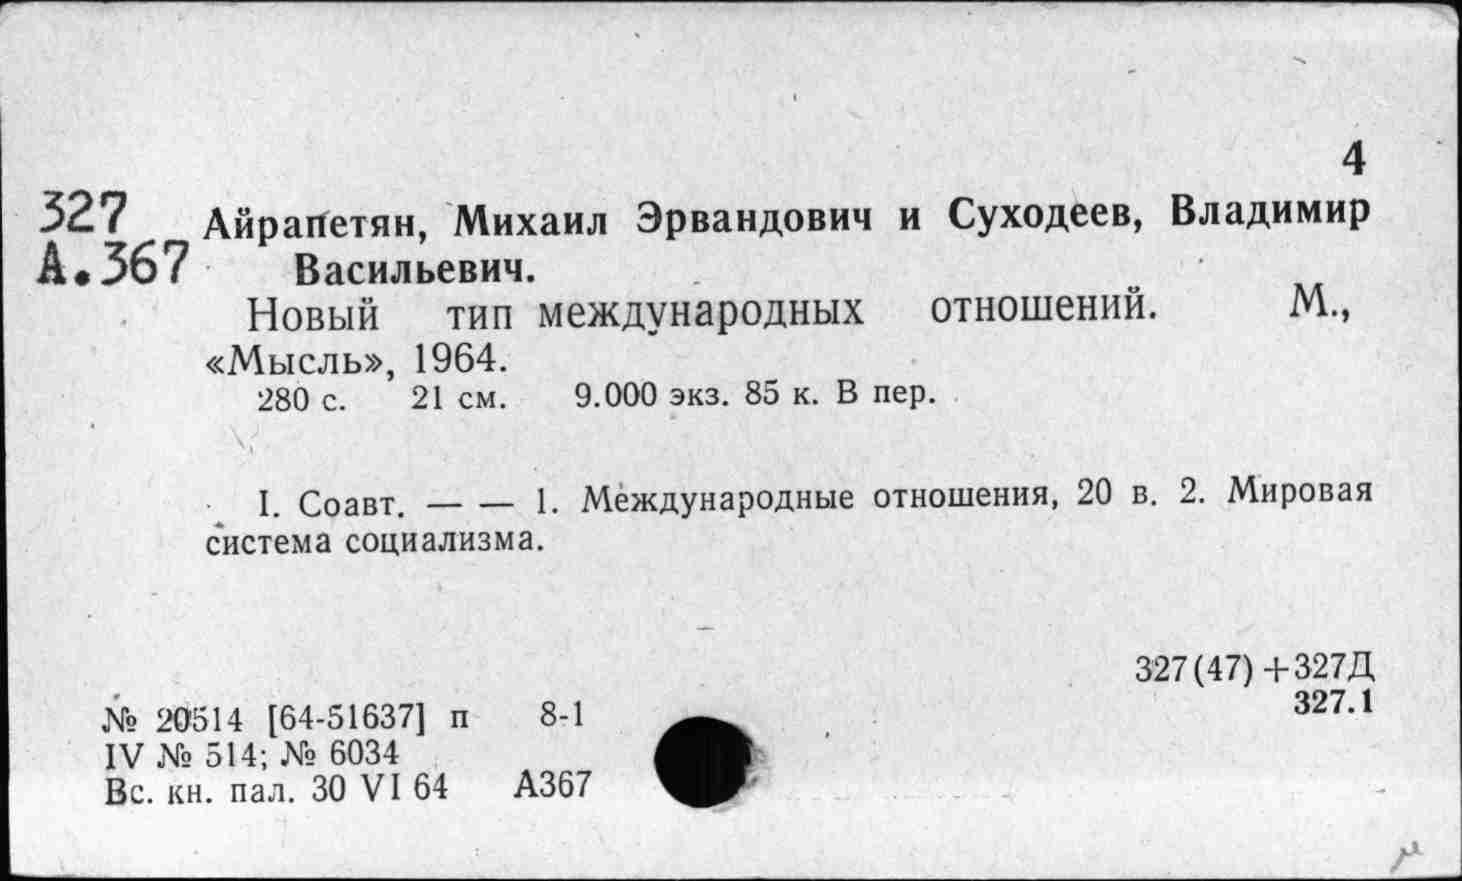 4
327 Айрапетян, Михаил Эрвандович и Суходеев, Владимир
А.367 Васильевич.
Новый тип международных отношений. М.,
«Мысль», 1964.
280 с. 21 см. 9.000 экз. 85 к. В пер.
I. Соавт. — — 1. Международные отношения, 20 в. 2. Мировая
система социализма.
327(47)+327Д
327.1
№ 20514 [64-51637] п 8-1
IV № 514; № 6034
Вс. кн. пал. 30 VI 64 А367